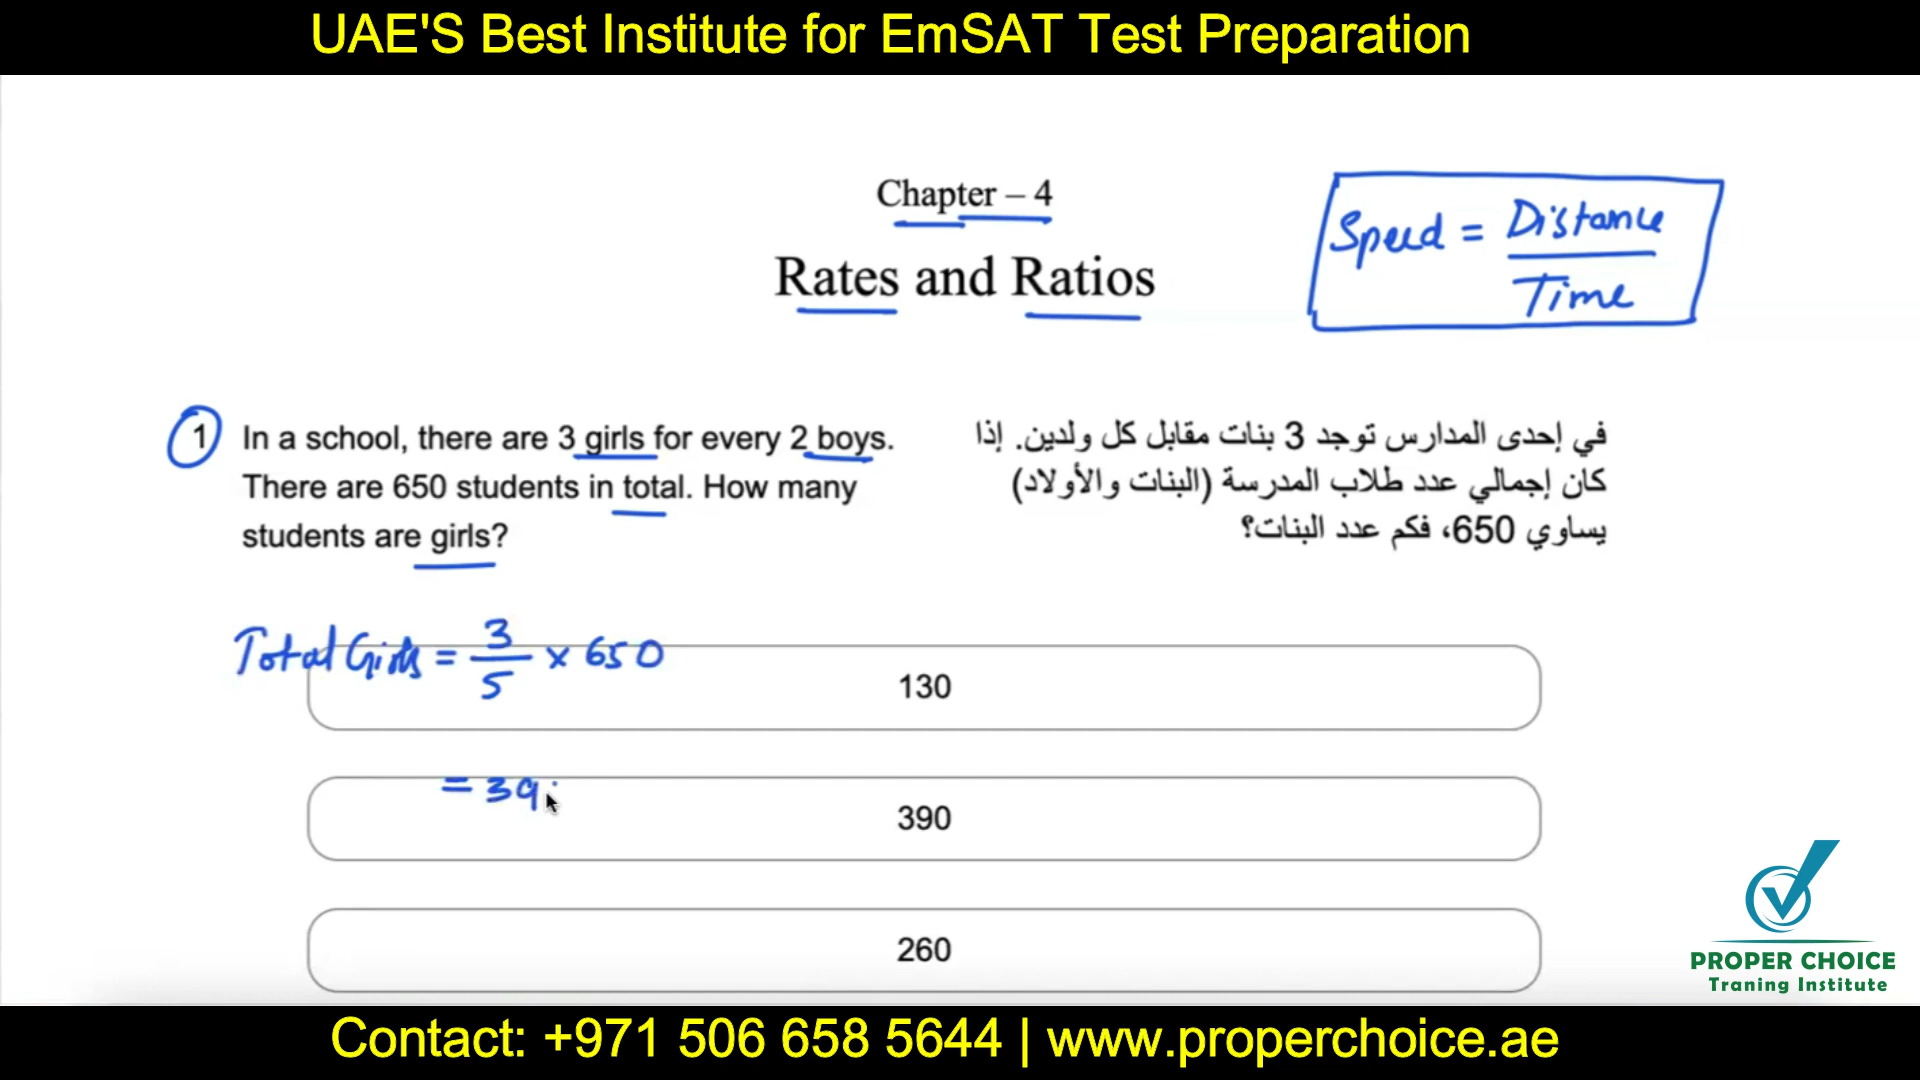 UAE'S Best Institute for EmSAT Test Preparation
Chapter – 4
Rates and Ratios
Speed = Distance
Time
1 In a school, there are 3 girls for every 2 boys.
There are 650 students in total. How many
students are girls?
في إحدى المدارس توجد 3 بنات مقابل كل ولدين. إذا
كان إجمالي عدد طلاب المدرسة (البنات والأولاد)
يساوي 650، فكم عدد البنات؟
Total Girls = 3/5 × 650
130
= 39
390
260
PROPER CHOICE
Traning Institute
Contact: +971 506 658 5644 | www.properchoice.ae